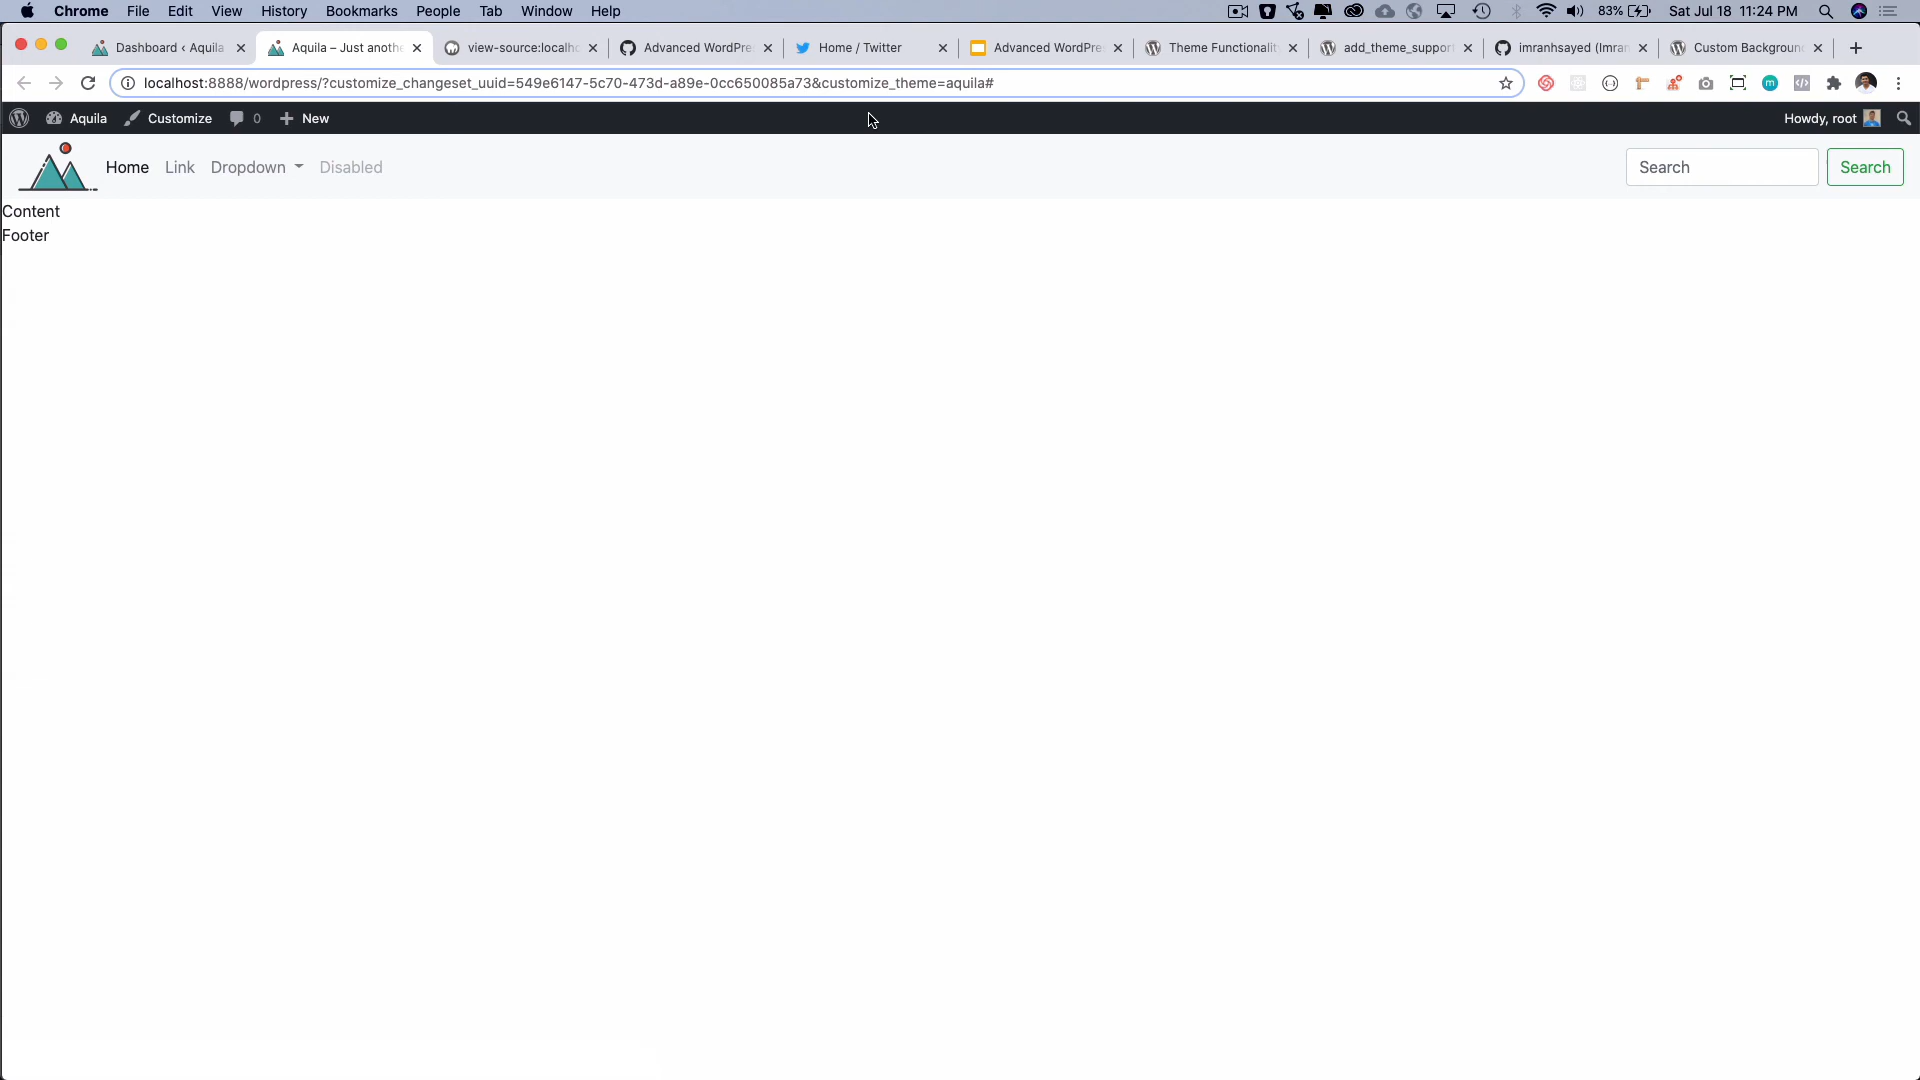 Chrome File Edit View History Bookmarks People Tab Window Help 83% Sat Jul 18 11:24 PM
Dashboard ‹ Aquila Aquila – Just anothe view-source:localho Advanced WordPre Home / Twitter Advanced WordPre Theme Functionalit add_theme_support imranhsayed (Imran Custom Backgroun
localhost:8888/wordpress/?customize_changeset_uuid=549e6147-5c70-473d-a89e-0cc650085a73&customize_theme=aquila#
Aquila Customize 0 New Howdy, root
Home Link Dropdown Disabled Search Search
Content
Footer